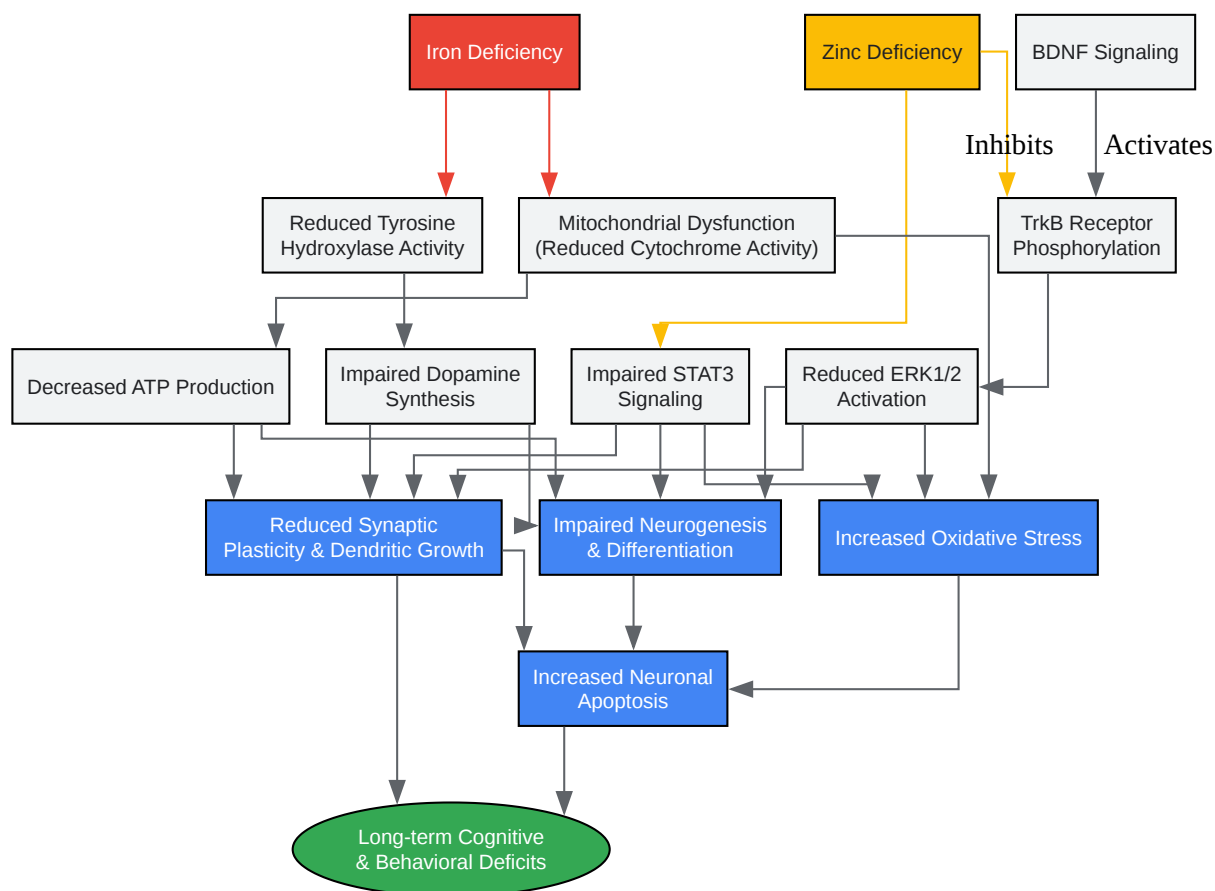 Iron Deficiency
Zinc Deficiency
BDNF Signaling
Inhibits
Activates
Reduced Tyrosine
Hydroxylase Activity
Mitochondrial Dysfunction
(Reduced Cytochrome Activity)
TrkB Receptor
Phosphorylation
Decreased ATP Production
Impaired Dopamine
Synthesis
Impaired STAT3
Signaling
Reduced ERK1/2
Activation
Reduced Synaptic
Plasticity & Dendritic Growth
Impaired Neurogenesis
& Differentiation
Increased Oxidative Stress
Increased Neuronal
Apoptosis
Long-term Cognitive
& Behavioral Deficits